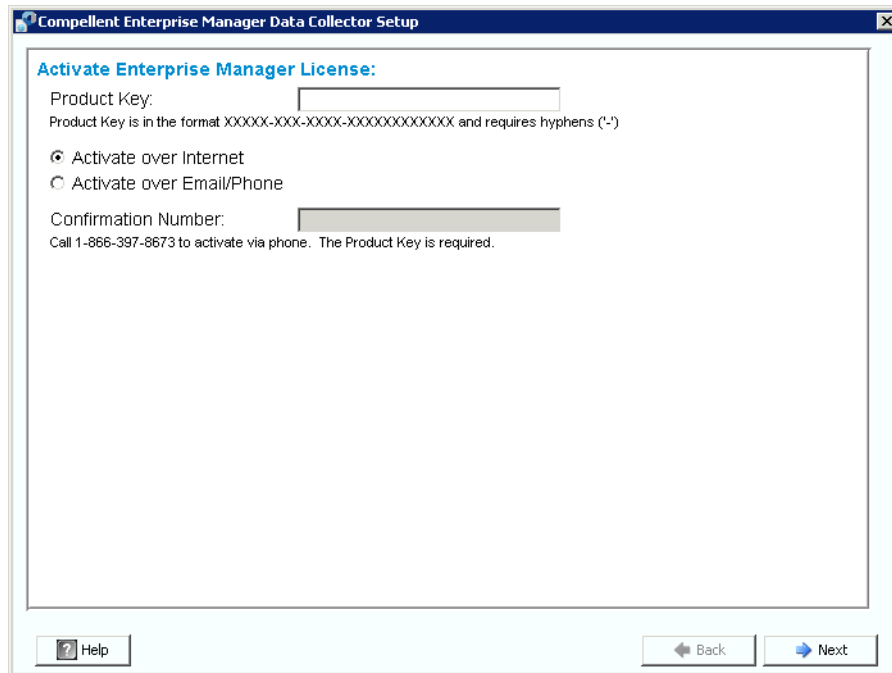 Compellent Enterprise Manager Data Collector Setup
Activate Enterprise Manager License:
Product Key:
Product Key is in the format XXXXX-XXX-XXXX-XXXXXXXXXXXX and requires hyphens ('-')
Activate over Internet
Activate over Email/Phone
Confirmation Number:
Call 1-866-397-8673 to activate via phone.  The Product Key is required.
? Help
Back
Next